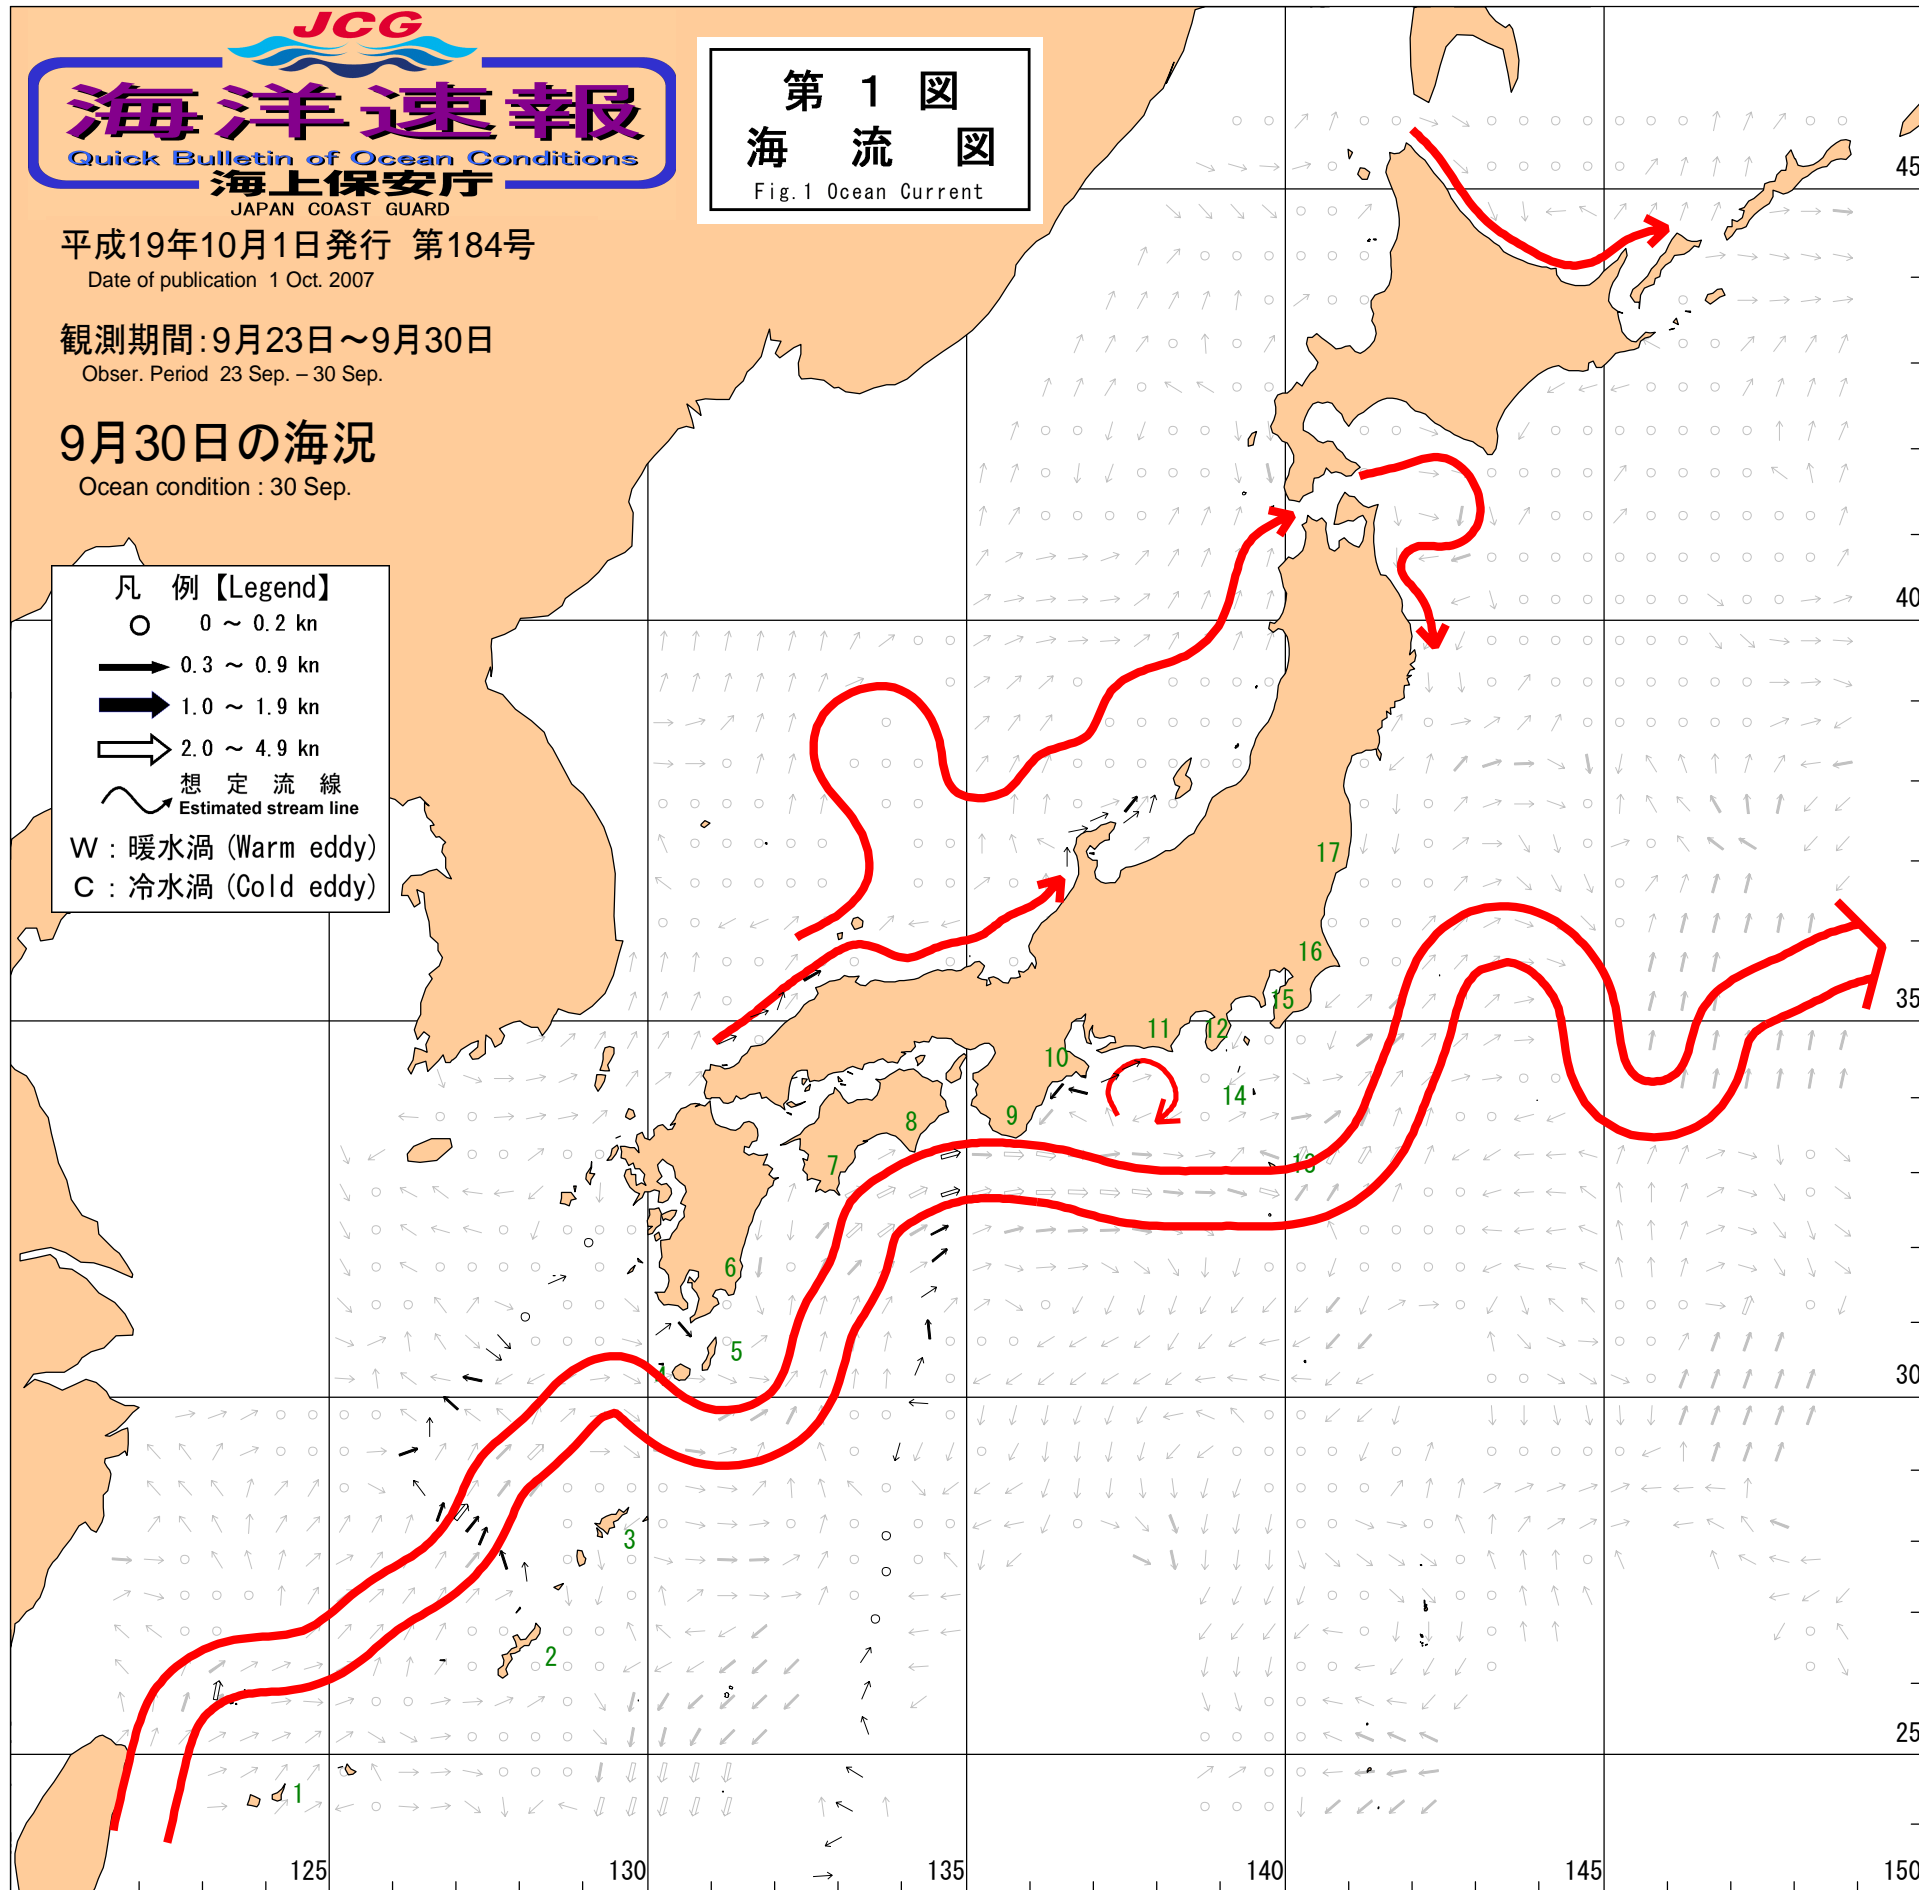 JCG
海洋速報
Quick Bulletin of Ocean Conditions
海上保安庁
JAPAN COAST GUARD
平成19年10月1日発行 第184号
Date of publication 1 Oct. 2007
観測期間:9月23日～9月30日
Obser. Period 23 Sep. – 30 Sep.
9月30日の海況
Ocean condition : 30 Sep.
第 1 図
海 流 図
Fig.1 Ocean Current
凡 例【Legend】
0 ～ 0.2 kn
0.3 ～ 0.9 kn
1.0 ～ 1.9 kn
2.0 ～ 4.9 kn
想 定 流 線
Estimated stream line
W : 暖水渦 (Warm eddy)
C : 冷水渦 (Cold eddy)
45
40
35
30
25
125
130
135
140
145
150
17
16
15
12
11
10
14
9
8
7
13
6
5
4
3
2
1